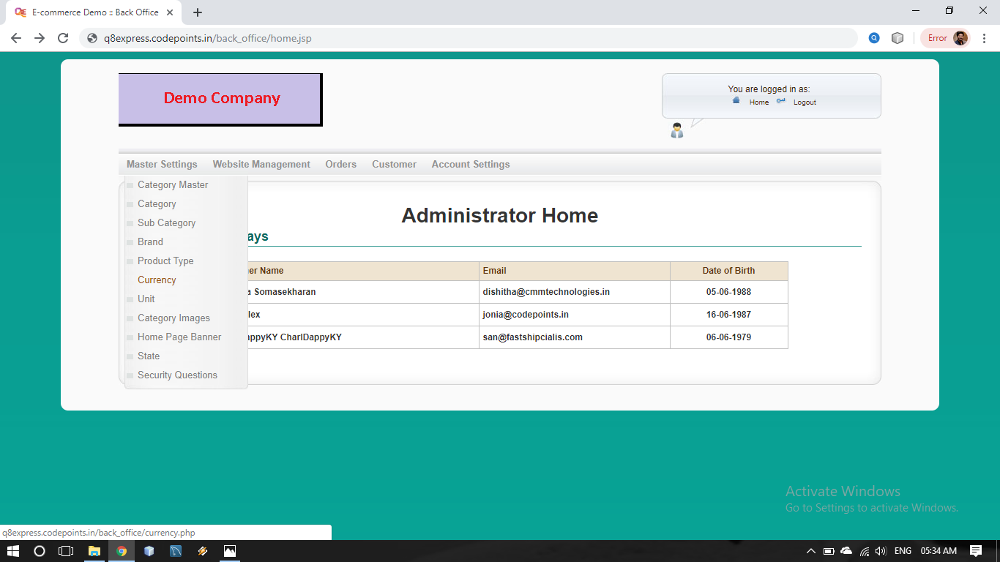 E-commerce Demo :: Back Office
q8express.codepoints.in/back_office/home.jsp
Error
Demo Company
You are logged in as:
Home Logout
Master Settings Website Management Orders Customer Account Settings
Category Master
Category
Sub Category
Brand
Product Type
Currency
Unit
Category Images
Home Page Banner
State
Security Questions
Administrator Home
ays
er Name Email Date of Birth
a Somasekharan dishitha@cmmtechnologies.in 05-06-1988
lex jonia@codepoints.in 16-06-1987
appyKY CharlDappyKY san@fastshipcialis.com 06-06-1979
Activate Windows
Go to Settings to activate Windows.
q8express.codepoints.in/back_office/currency.php
ENG 05:34 AM